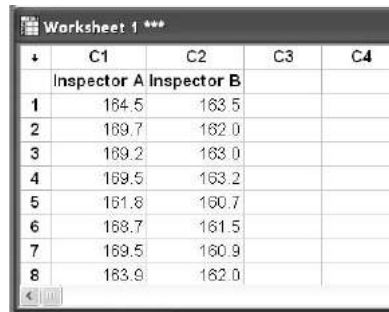 Worksheet 1 ***
↓ C1 C2 C3 C4
Inspector A Inspector B
1 164.5 163.5
2 169.7 162.0
3 169.2 163.0
4 169.5 163.2
5 161.8 160.7
6 168.7 161.5
7 169.5 160.9
8 163.9 162.0